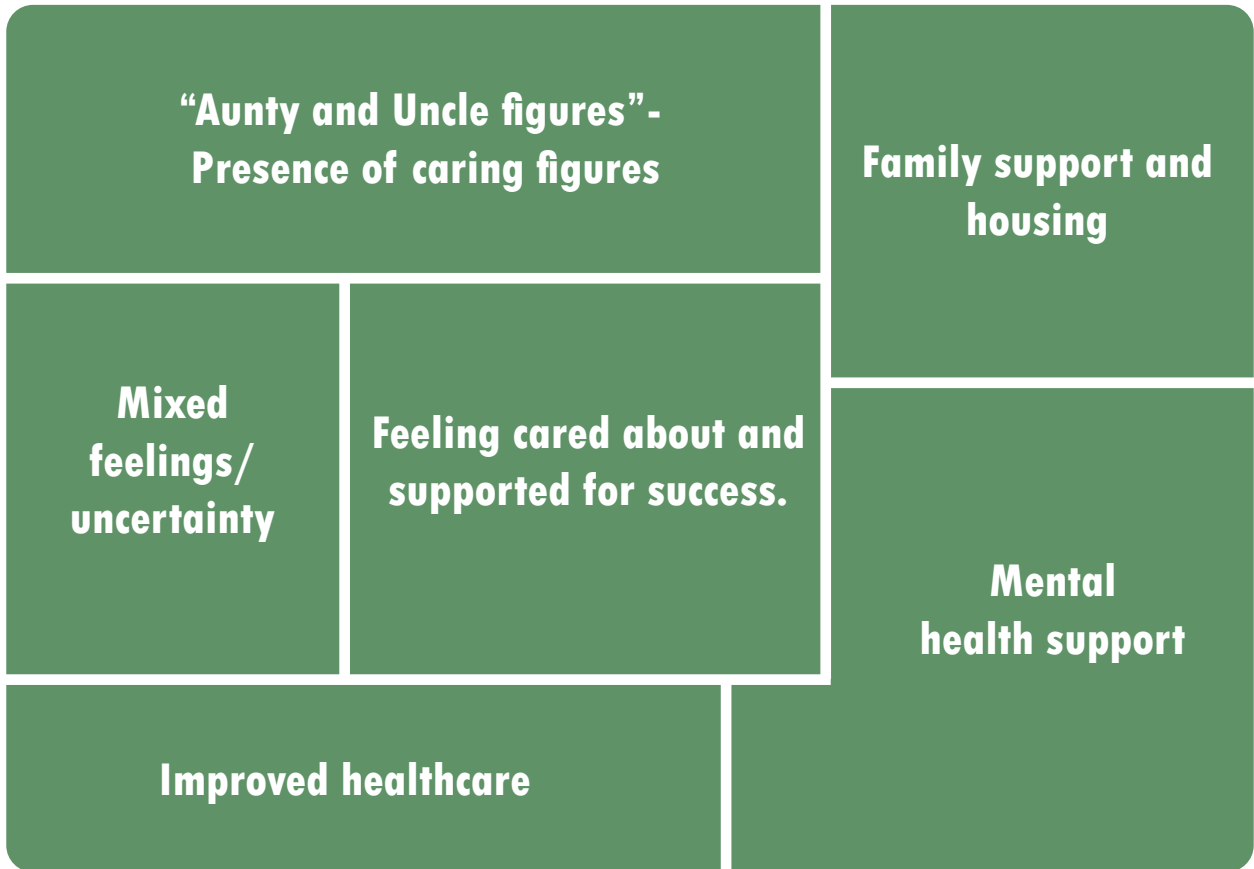 “Aunty and Uncle figures”-
Presence of caring figures
Family support and
housing
Mixed
feelings/
uncertainty
Feeling cared about and
supported for success.
Mental
health support
Improved healthcare